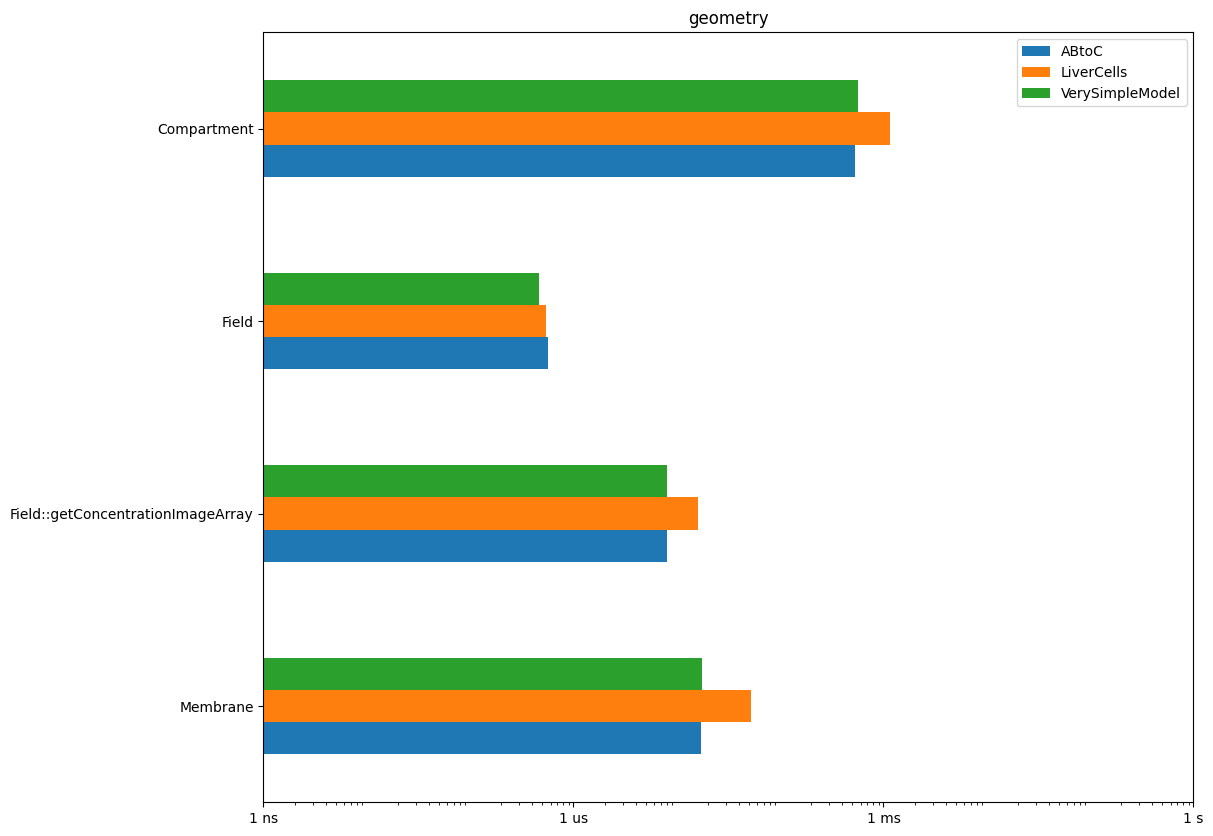 geometry
ABtoC
LiverCells
VerySimpleModel
Compartment
Field
Field::getConcentrationImageArray
Membrane
1 ns
1 us
1 ms
1 s